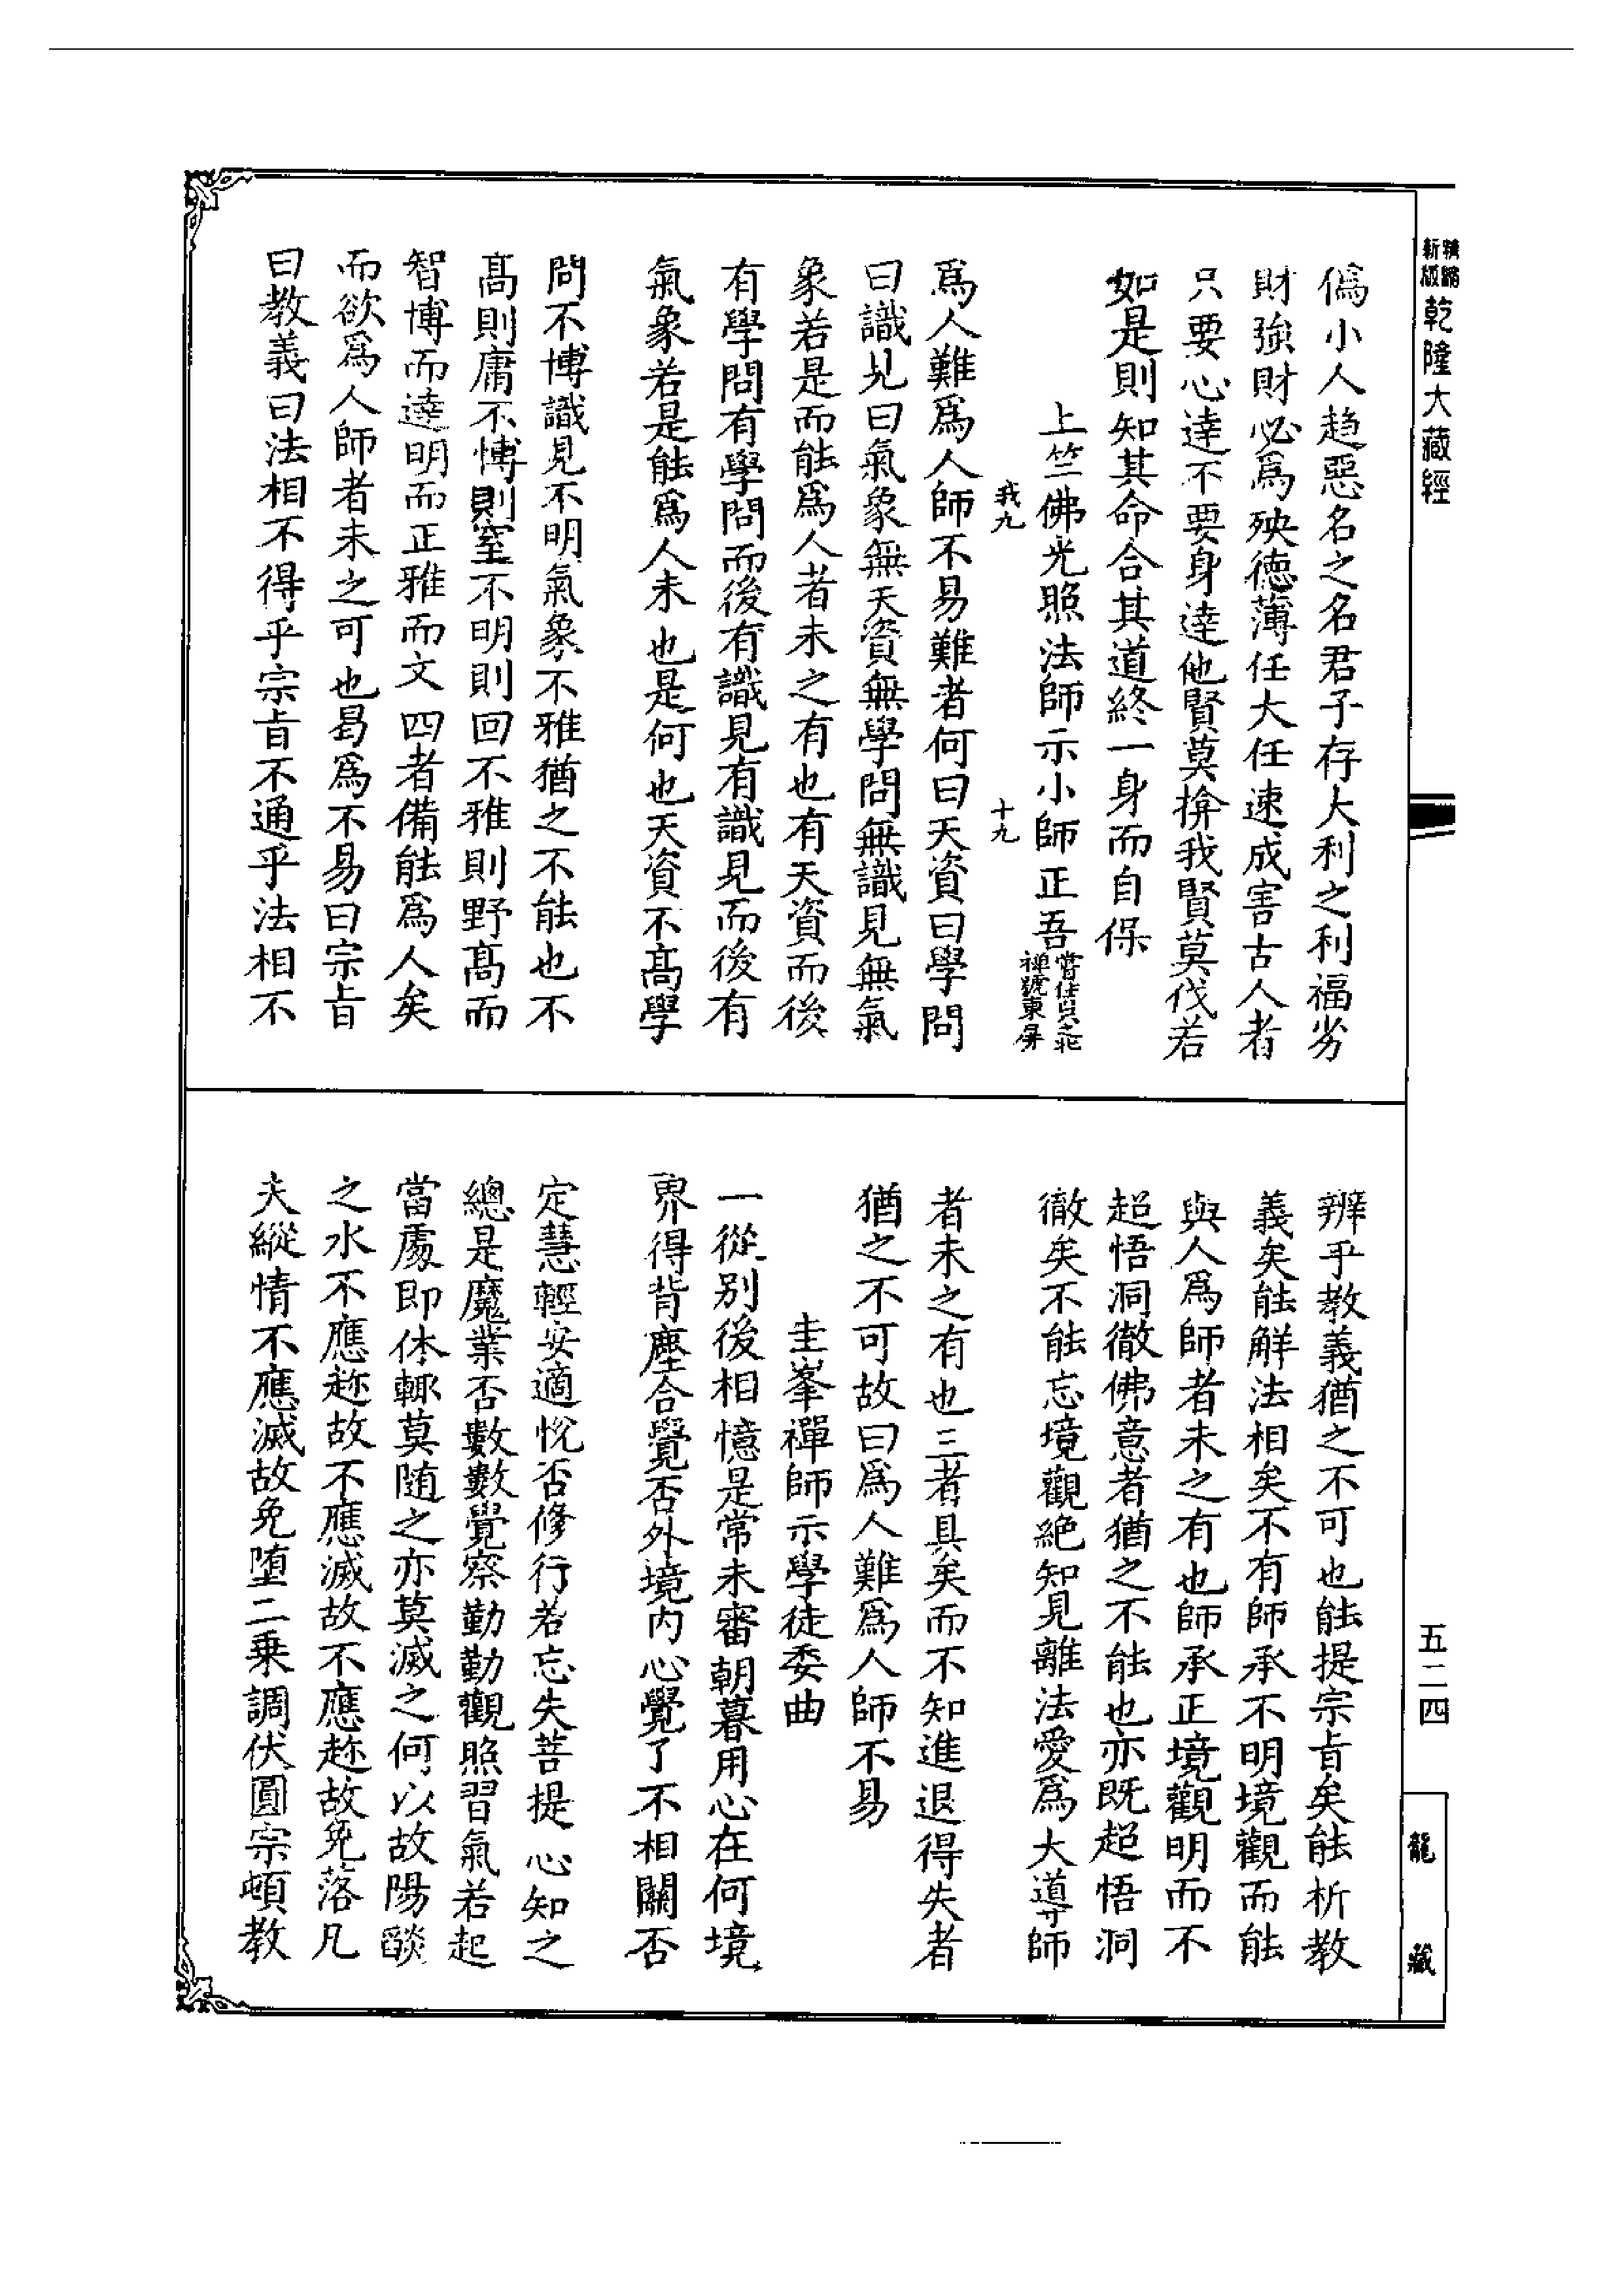 精縮
新版
乾隆大藏經
僞小人趋惡名之名君子存大利之利福劣
財強財必爲殃德薄任大任速成害古人者
只要心達不要身達他賢莫揜我賢莫伐若
如是則知其命合其道終一身而自保
上竺佛光照法師示小師正吾
嘗住吳之北
禪號東屏
我九
十九
爲人難爲人師不易難者何曰天資曰學問
曰識見曰氣象無天資無學問無識見無氣
象若是而能爲人者未之有也有天資而後
有學問有學問而後有識見有識見而後有
氣象若是能爲人未也是何也天資不高學
問不博識見不明氣象不雅猶之不能也不
高則庸不博則窒不明則回不雅則野高而
智博而達明而正雅而文四者備能爲人矣
而欲爲人師者未之可也曷爲不易曰宗旨
曰教義曰法相不得乎宗旨不通乎法相不
辨乎教義猶之不可也能提宗旨矣能析教
義矣能解法相矣不有師承不明境觀而能
與人爲師者未之有也師承正境觀明而不
超悟洞徹佛意者猶之不能也亦既超悟洞
徹矣不能忘境觀絶知見離法愛爲大導師
者未之有也三者具矣而不知進退得失者
猶之不可故曰爲人難爲人師不易
圭峯禪師示學徒委曲
一從别後相憶是常未審朝暮用心在何境
界得背塵合覺否外境内心覺了不相關否
定慧輕安適恱否修行若忘失菩提心知之
總是魔業否數數覺察勤勤觀照習氣若起
當處即休輙莫随之亦莫滅之何以故陽燄
之水不應趂故不應滅故不應趂故免落凡
夫縱情不應滅故免堕二乗調伏圓宗頓教
五二四
龍藏